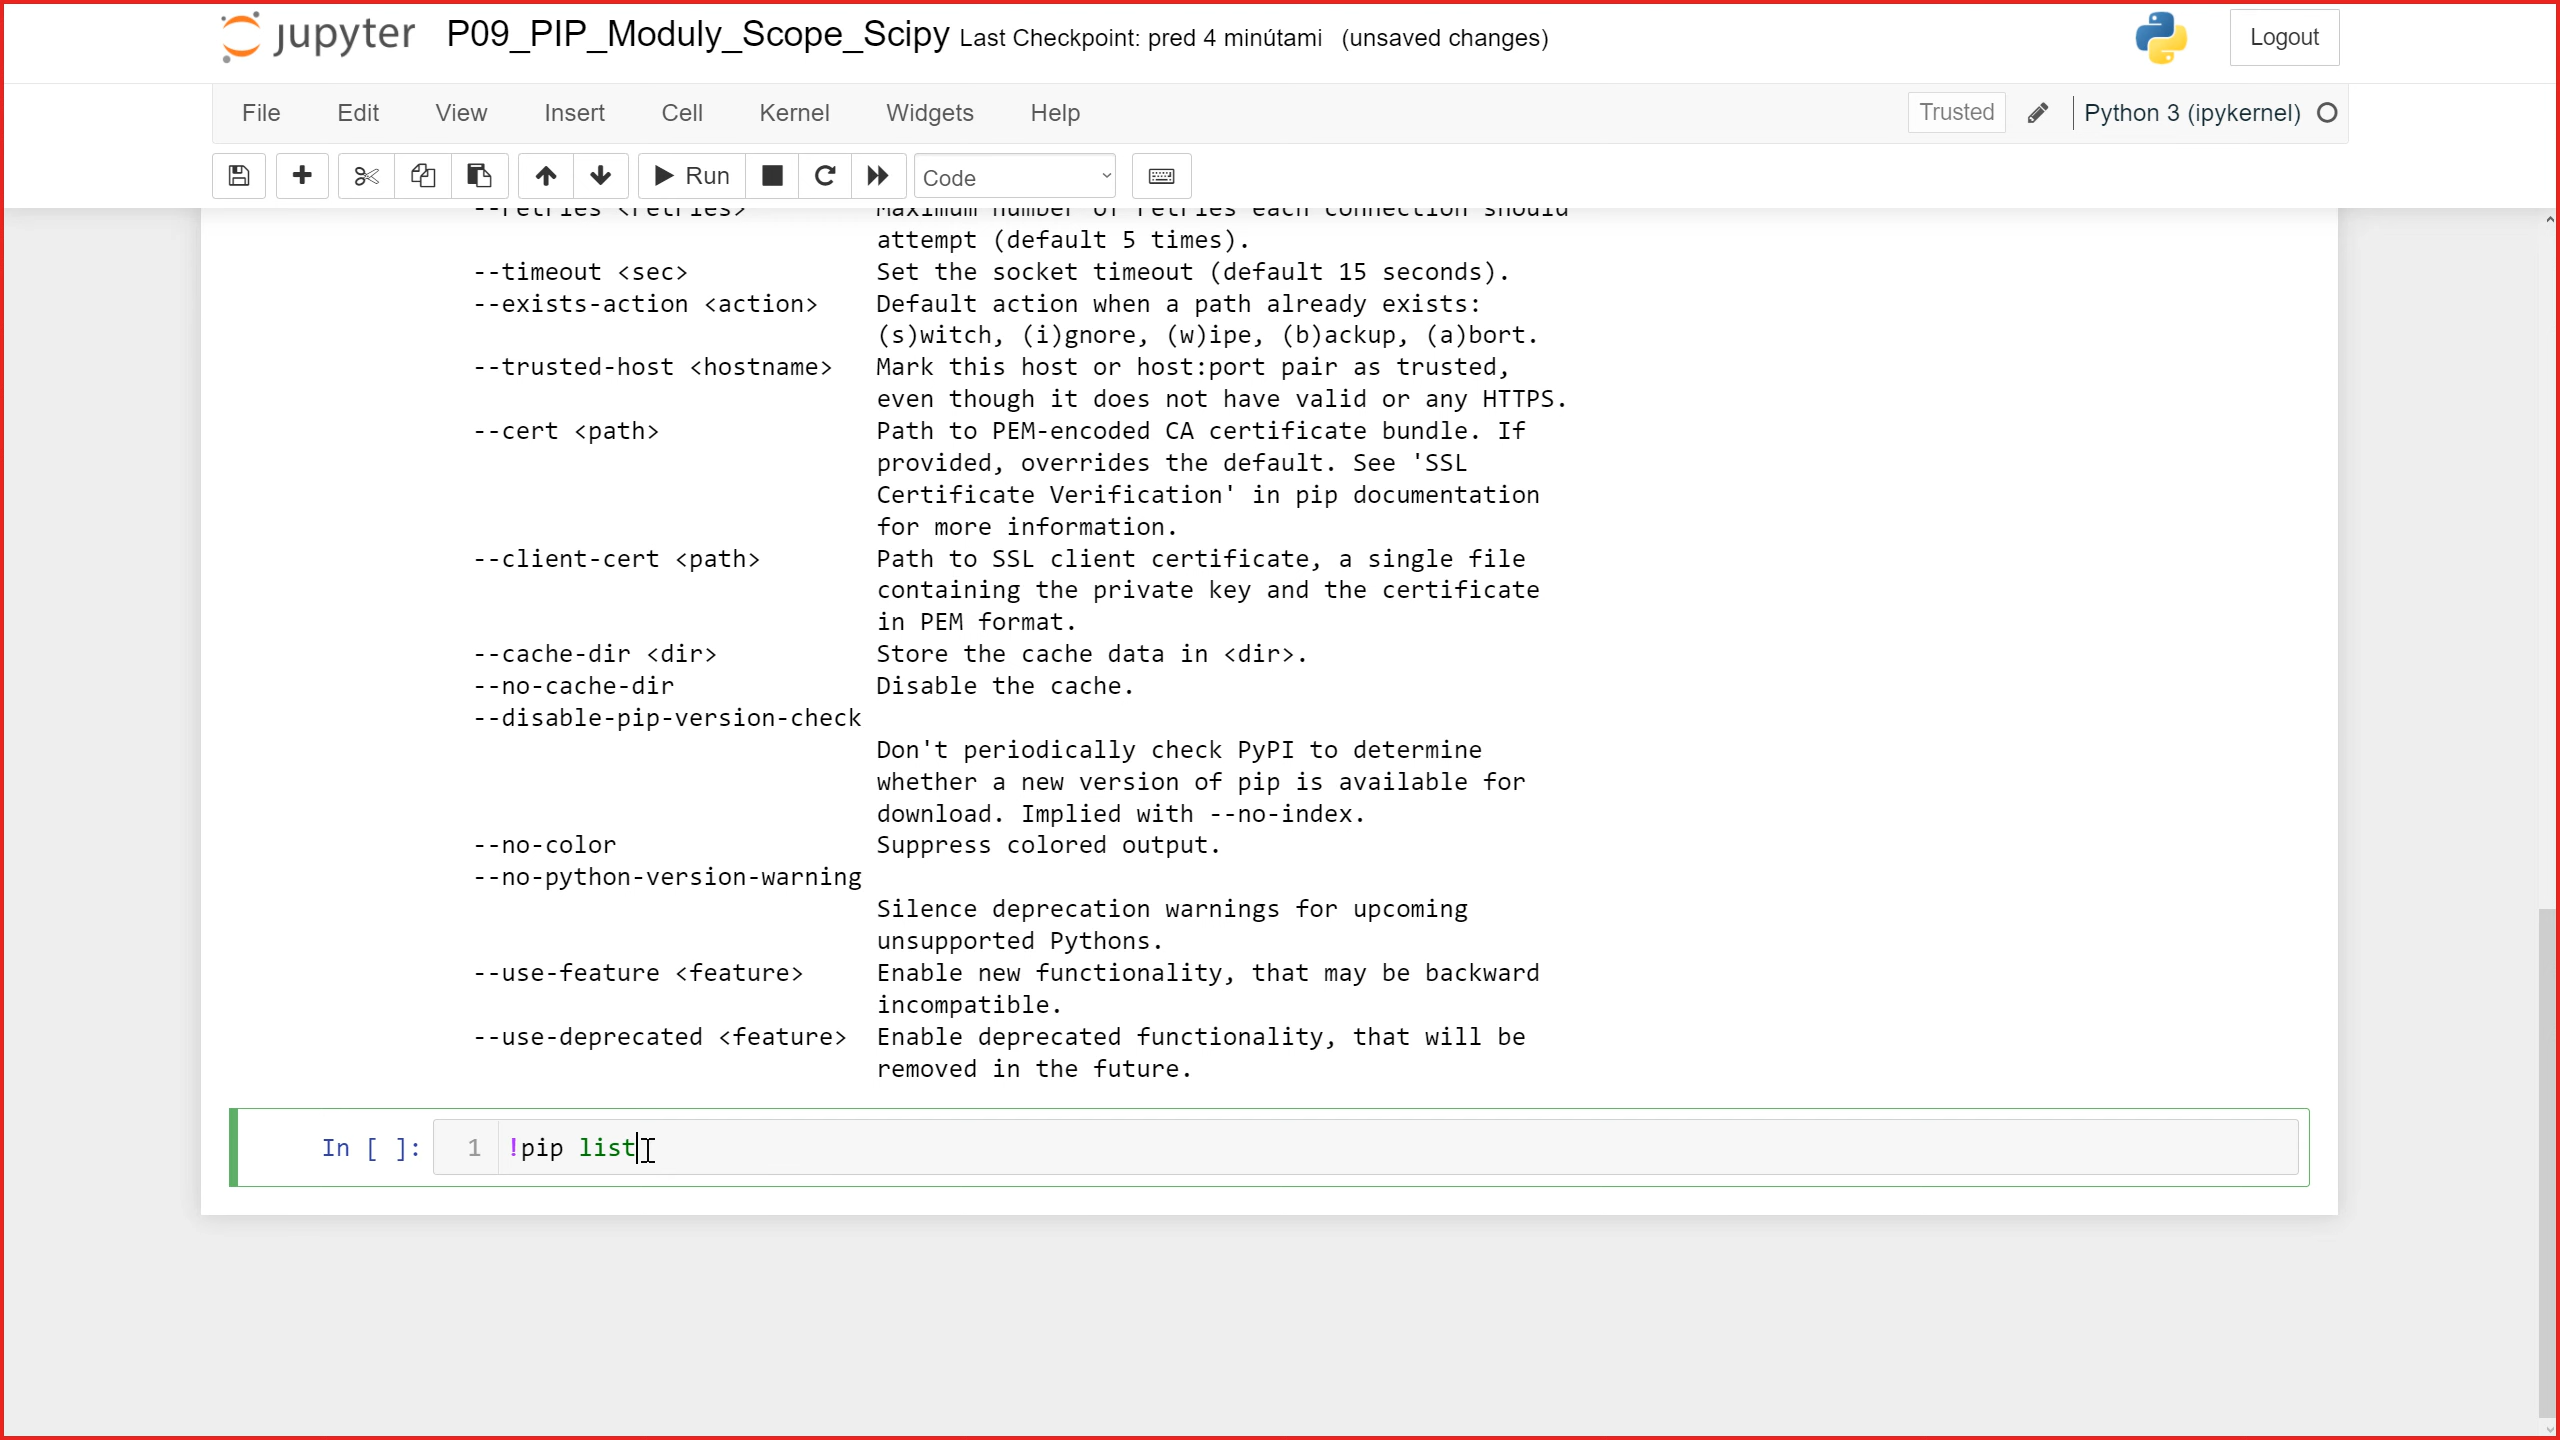 jupyter P09_PIP_Moduly_Scope_Scipy Last Checkpoint: pred 4 minútami (unsaved changes) Logout
File Edit View Insert Cell Kernel Widgets Help Trusted Python 3 (ipykernel)
Run Code
--retries <retries> Maximum number of retries each connection should
attempt (default 5 times).
--timeout <sec> Set the socket timeout (default 15 seconds).
--exists-action <action> Default action when a path already exists:
(s)witch, (i)gnore, (w)ipe, (b)ackup, (a)bort.
--trusted-host <hostname> Mark this host or host:port pair as trusted,
even though it does not have valid or any HTTPS.
--cert <path> Path to PEM-encoded CA certificate bundle. If
provided, overrides the default. See 'SSL
Certificate Verification' in pip documentation
for more information.
--client-cert <path> Path to SSL client certificate, a single file
containing the private key and the certificate
in PEM format.
--cache-dir <dir> Store the cache data in <dir>.
--no-cache-dir Disable the cache.
--disable-pip-version-check
Don't periodically check PyPI to determine
whether a new version of pip is available for
download. Implied with --no-index.
--no-color Suppress colored output.
--no-python-version-warning
Silence deprecation warnings for upcoming
unsupported Pythons.
--use-feature <feature> Enable new functionality, that may be backward
incompatible.
--use-deprecated <feature> Enable deprecated functionality, that will be
removed in the future.
In [ ]: 1 !pip list